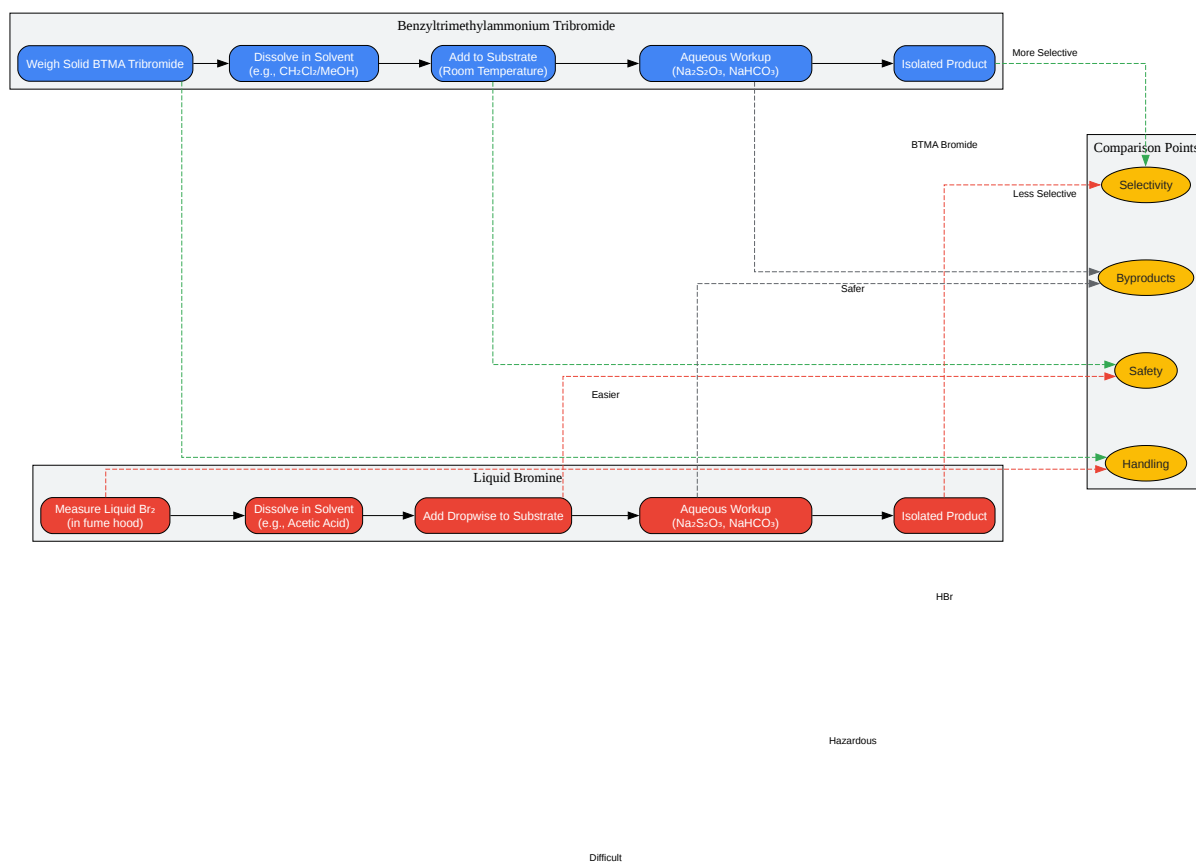 Benzyltrimethylammonium Tribromide
Weigh Solid BTMA Tribromide
Dissolve in Solvent
(e.g., CH₂Cl₂/MeOH)
Add to Substrate
(Room Temperature)
Aqueous Workup
(Na₂S₂O₃, NaHCO₃)
Isolated Product
More Selective
BTMA Bromide
Comparison Points
Selectivity
Less Selective
Byproducts
Safer
Safety
Easier
Handling
Liquid Bromine
Measure Liquid Br₂
(in fume hood)
Dissolve in Solvent
(e.g., Acetic Acid)
Add Dropwise to Substrate
Aqueous Workup
(Na₂S₂O₃, NaHCO₃)
Isolated Product
HBr
Hazardous
Difficult